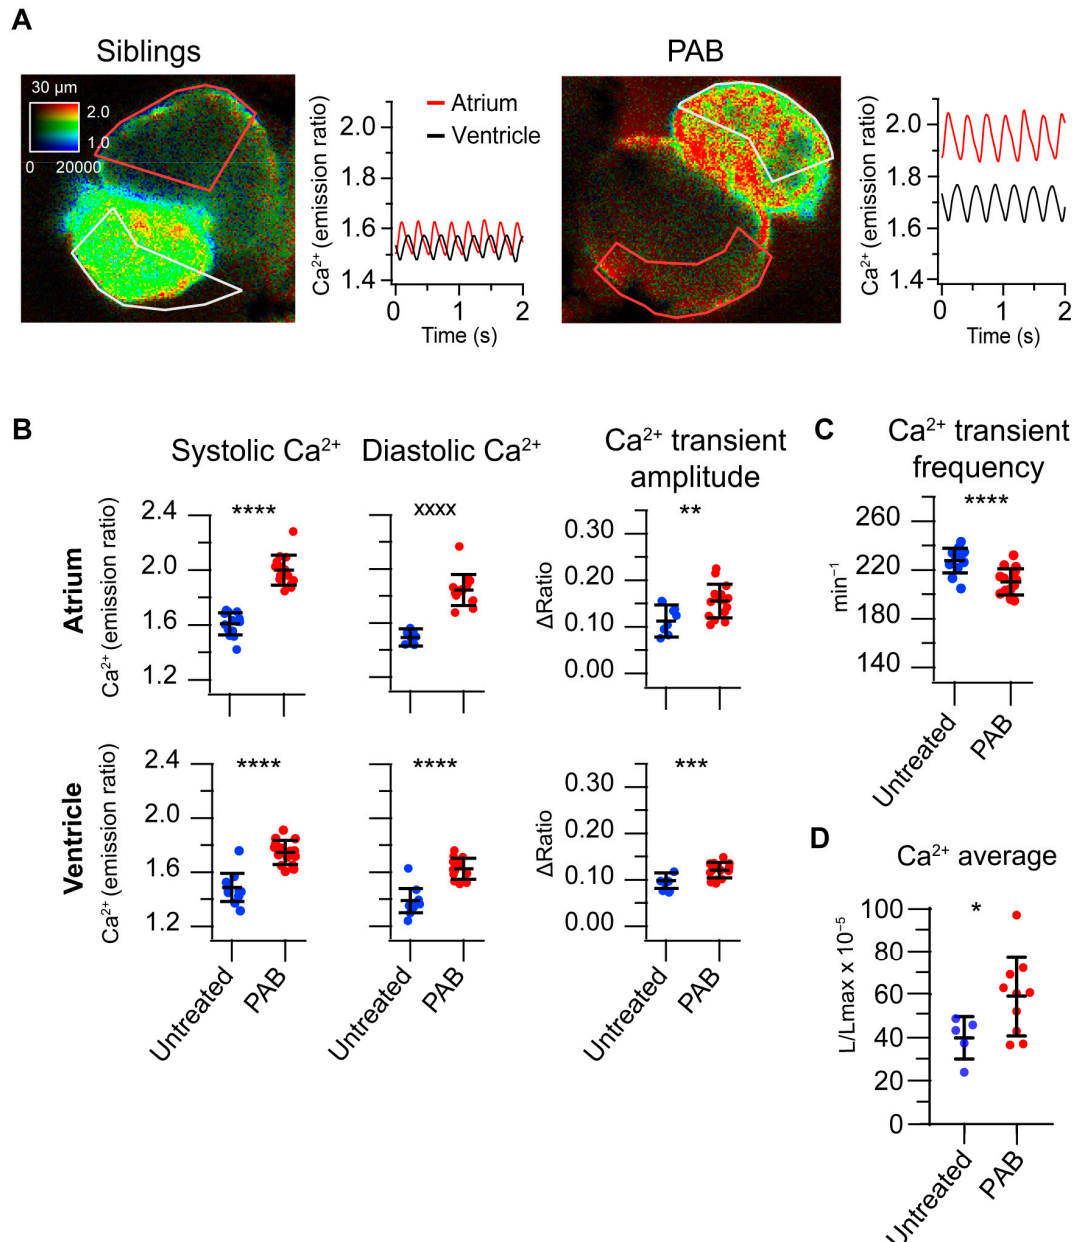 A
Siblings
PAB
30 µm
2.0
1.0
0 20000
Ca²⁺ (emission ratio)
2.0
1.8
1.6
1.4
0 1 2
Time (s)
Atrium
Ventricle
Ca²⁺ (emission ratio)
2.0
1.8
1.6
1.4
0 1 2
Time (s)
B
Systolic Ca²⁺
Diastolic Ca²⁺
Ca²⁺ transient
amplitude
Atrium
Ca²⁺ (emission ratio)
2.4
2.0
1.6
1.2
****
xxxx
ΔRatio
0.30
0.20
0.10
0.00
**
Ventricle
Ca²⁺ (emission ratio)
2.4
2.0
1.6
1.2
****
****
ΔRatio
0.30
0.20
0.10
0.00
***
Untreated
PAB
Untreated
PAB
Untreated
PAB
C
Ca²⁺ transient
frequency
****
min⁻¹
260
220
180
140
Untreated
PAB
D
Ca²⁺ average
*
L/Lmax x 10⁻⁵
100
80
60
40
20
0
Untreated
PAB